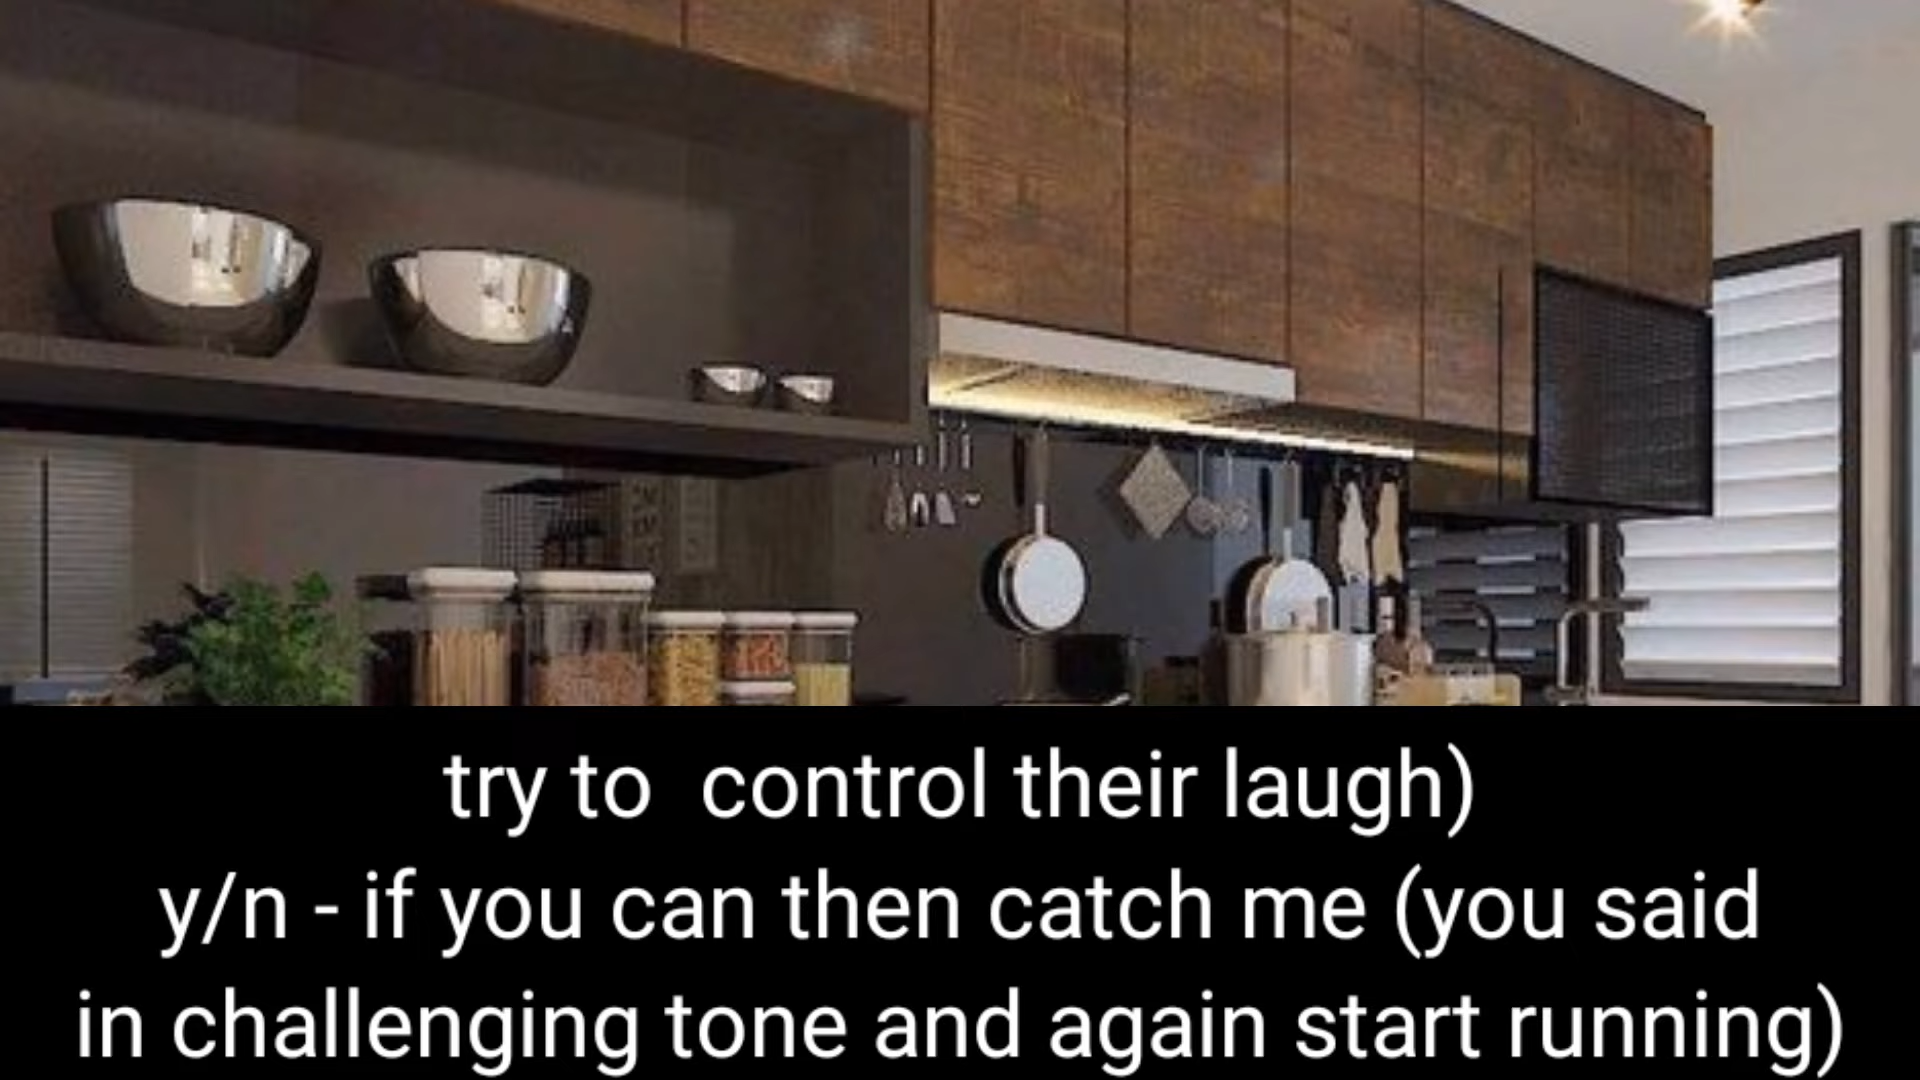 try to  control their laugh)
y/n - if you can then catch me (you said
in challenging tone and again start running)